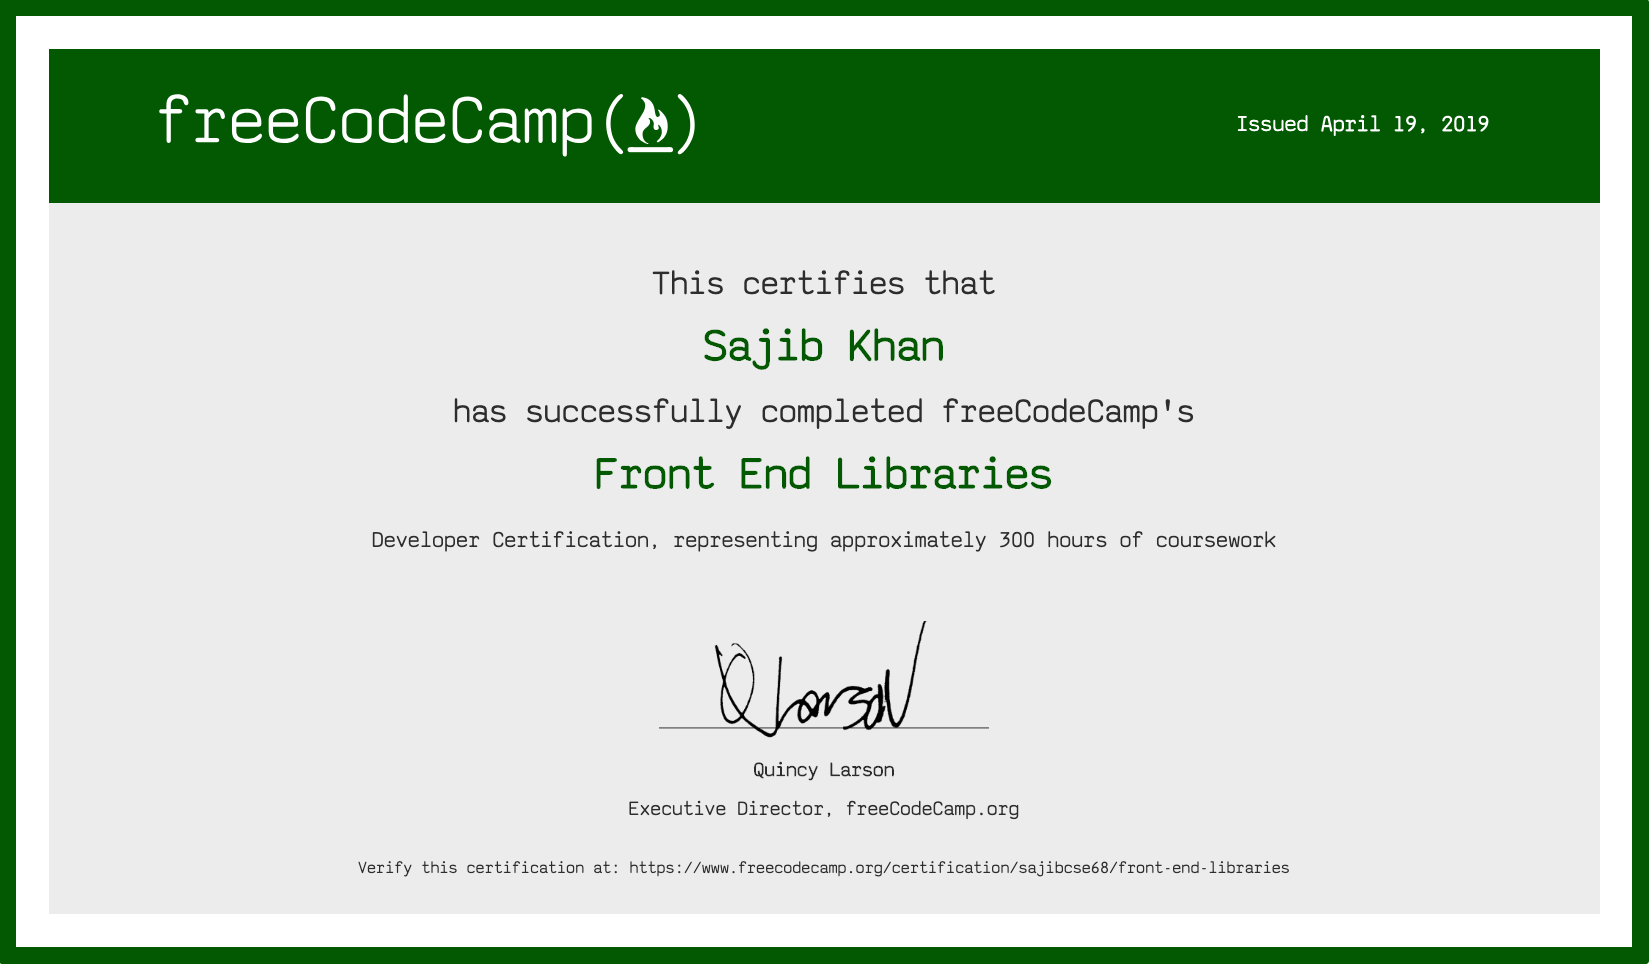 freeCodeCamp(🔥)
Issued April 19, 2019
This certifies that
Sajib Khan
has successfully completed freeCodeCamp's
Front End Libraries
Developer Certification, representing approximately 300 hours of coursework
Q Larson
Quincy Larson
Executive Director, freeCodeCamp.org
Verify this certification at: https://www.freecodecamp.org/certification/sajibcse68/front-end-libraries